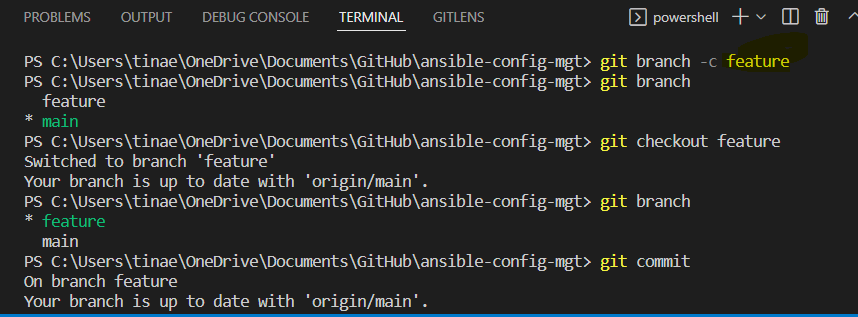 PROBLEMS OUTPUT DEBUG CONSOLE TERMINAL GITLENS powershell
PS C:\Users\tinae\OneDrive\Documents\GitHub\ansible-config-mgt> git branch -c feature
PS C:\Users\tinae\OneDrive\Documents\GitHub\ansible-config-mgt> git branch
  feature
* main
PS C:\Users\tinae\OneDrive\Documents\GitHub\ansible-config-mgt> git checkout feature
Switched to branch 'feature'
Your branch is up to date with 'origin/main'.
PS C:\Users\tinae\OneDrive\Documents\GitHub\ansible-config-mgt> git branch
* feature
  main
PS C:\Users\tinae\OneDrive\Documents\GitHub\ansible-config-mgt> git commit
On branch feature
Your branch is up to date with 'origin/main'.